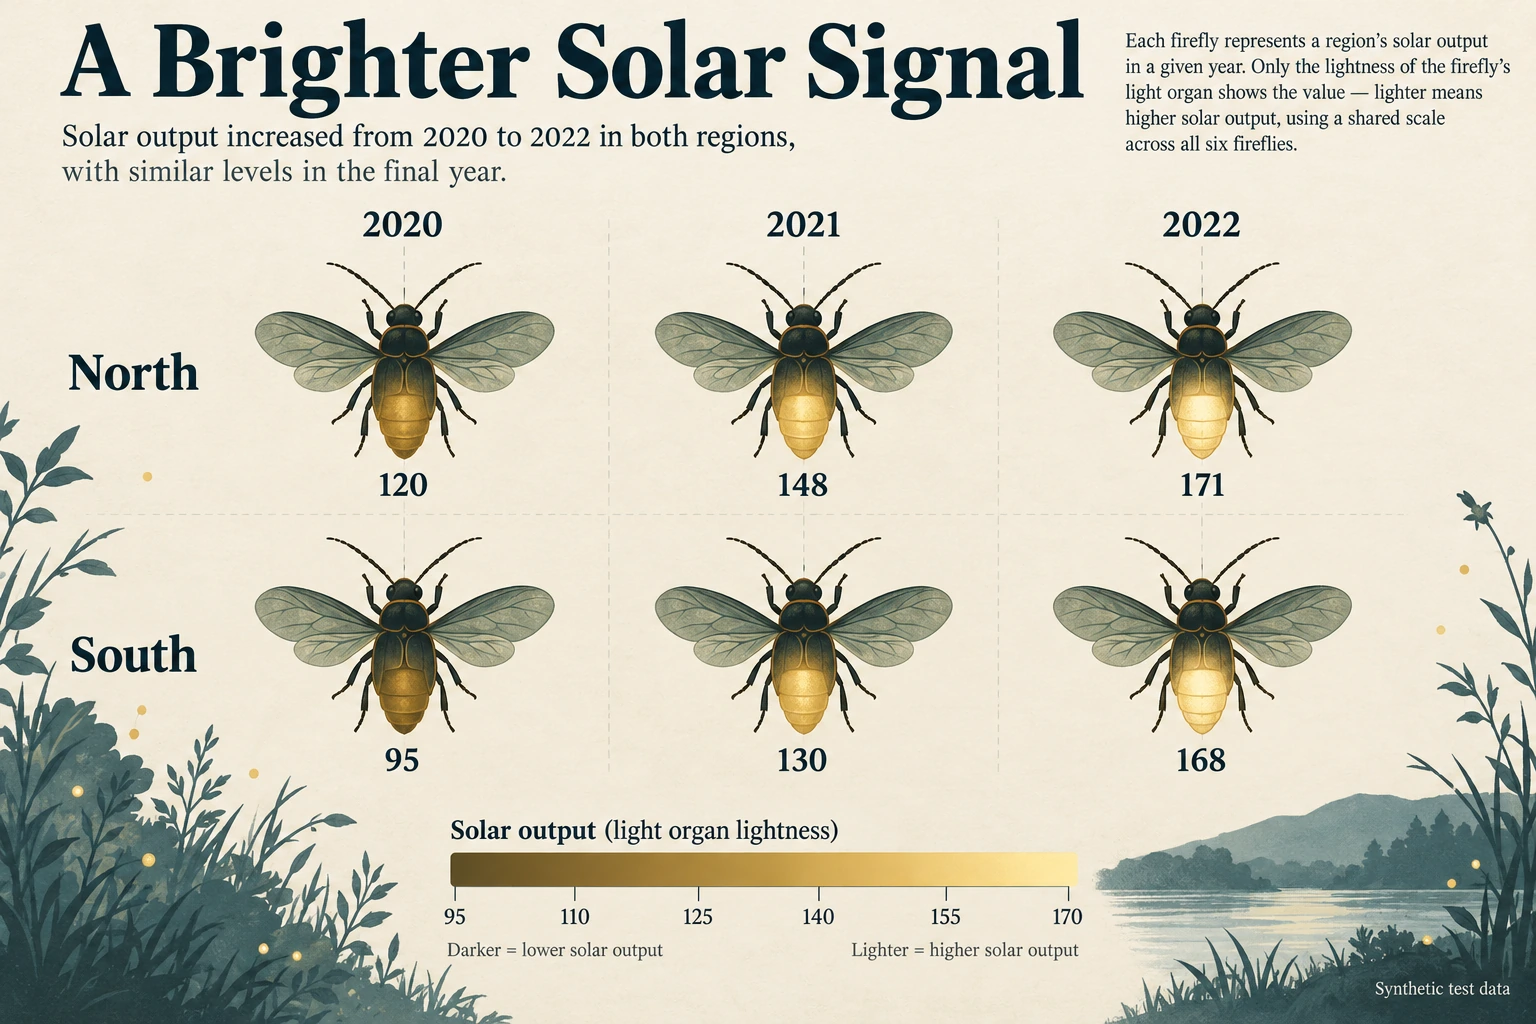 A Brighter Solar Signal
Solar output increased from 2020 to 2022 in both regions,
with similar levels in the final year.
Each firefly represents a region’s solar output
in a given year. Only the lightness of the firefly’s
light organ shows the value — lighter means
higher solar output, using a shared scale
across all six fireflies.
2020 2021 2022
North
120 148 171
South
95 130 168
Solar output (light organ lightness)
95 110 125 140 155 170
Darker = lower solar output Lighter = higher solar output
Synthetic test data